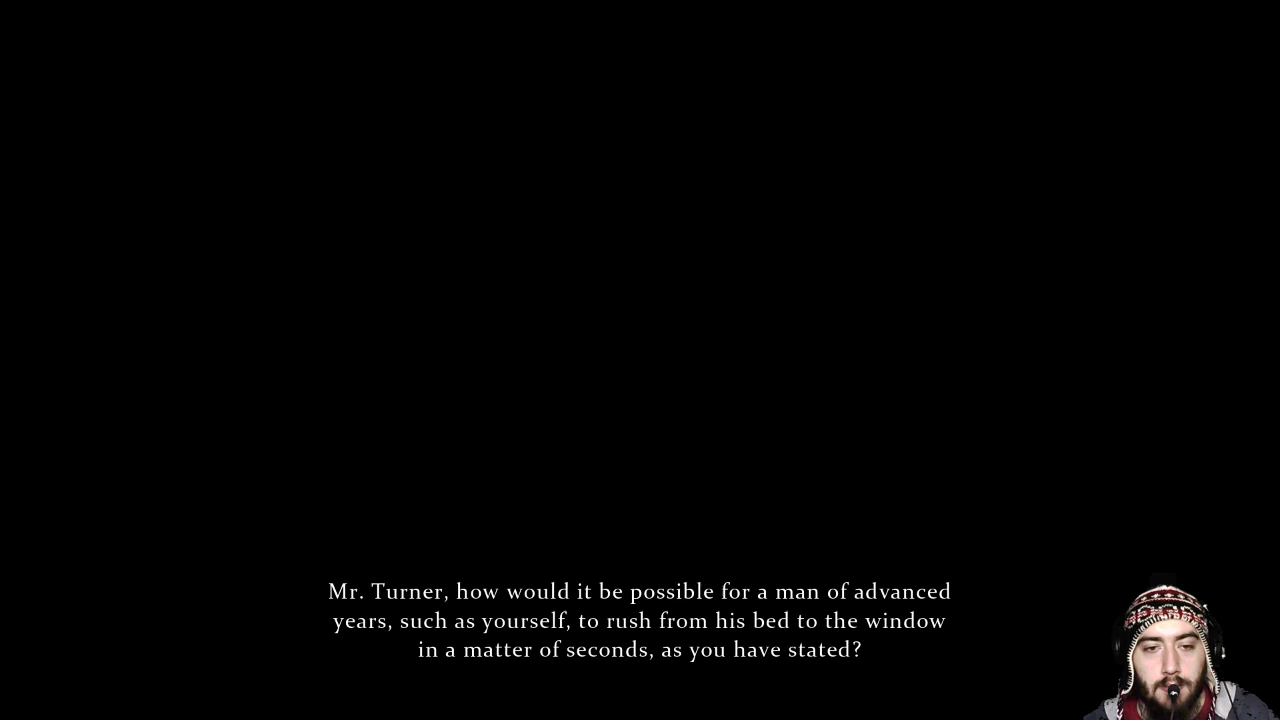 Mr. Turner, how would it be possible for a man of advanced
years, such as yourself, to rush from his bed to the window
in a matter of seconds, as you have stated?